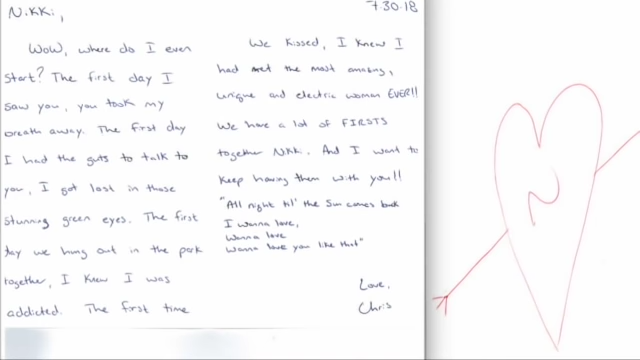 Nikki,
7.30.18
Wow, where do I even
start? The first day I
saw you, you took my
breath away. The first day
I had the guts to talk to
you, I got lost in those
stunning green eyes. The first
day we hung out in the park
together, I knew I was
addicted. The first time
We kissed, I knew I
had met the most amazing,
unique and electric woman EVER!!
We have a lot of FIRSTS
together Nikki. And I want to
keep having them with you!!
"All night til' the sun comes back
I wanna love,
Wanna love
Wanna love you like that"
Love,
Chris
N